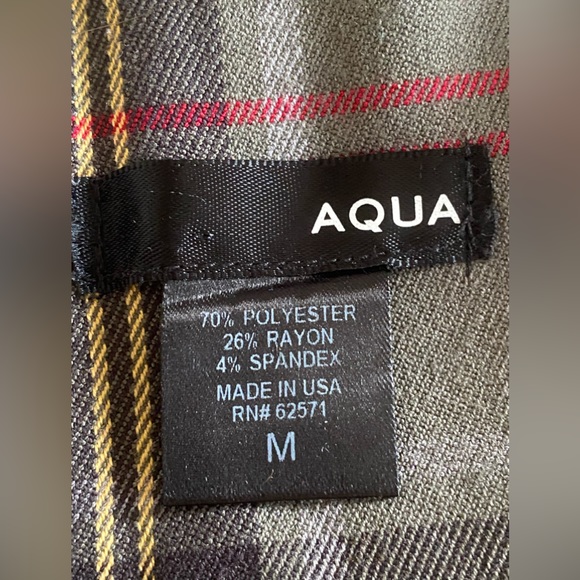 AQUA
70% POLYESTER
26% RAYON
4% SPANDEX
MADE IN USA
RN# 62571
M